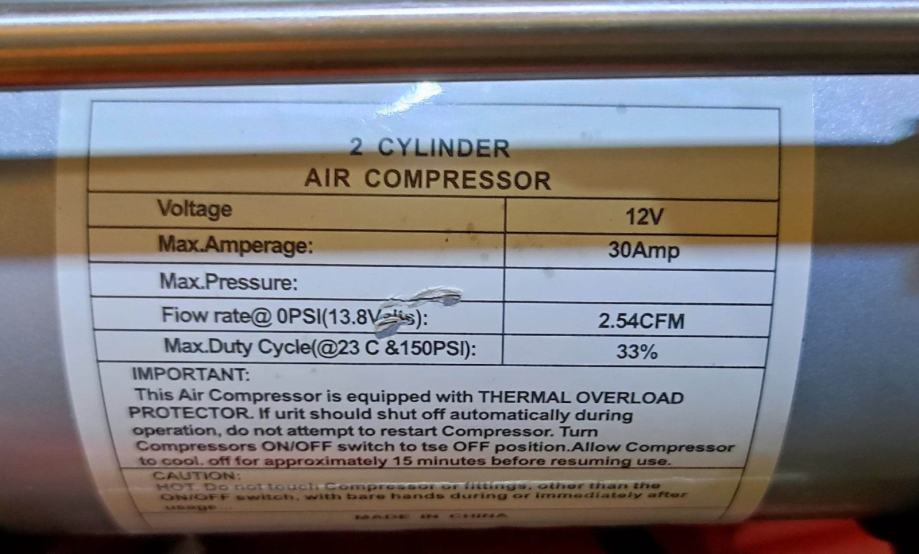 2 CYLINDER
AIR COMPRESSOR
Voltage 12V
Max.Amperage: 30Amp
Max.Pressure:
Fiow rate@ 0PSI(13.8Volts): 2.54CFM
Max.Duty Cycle(@23 C &150PSI): 33%
IMPORTANT:
This Air Compressor is equipped with THERMAL OVERLOAD
PROTECTOR. If urit should shut off automatically during
operation, do not attempt to restart Compressor. Turn
Compressors ON/OFF switch to tse OFF position.Allow Compressor
to cool. off for approximately 15 minutes before resuming use.
CAUTION:
HOT. Do not touch Compressor or fittings, other than the
ON/OFF switch, with bare hands during or immediately after
usage...
MADE IN CHINA